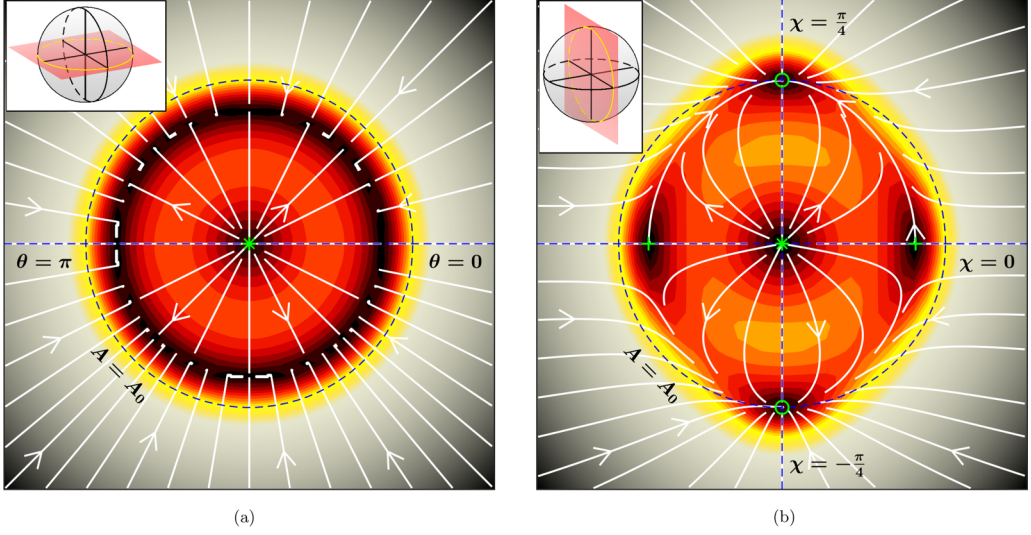 θ = π
θ = 0
A = A₀
(a)
χ = π/4
χ = 0
A = A₀
χ = −π/4
(b)